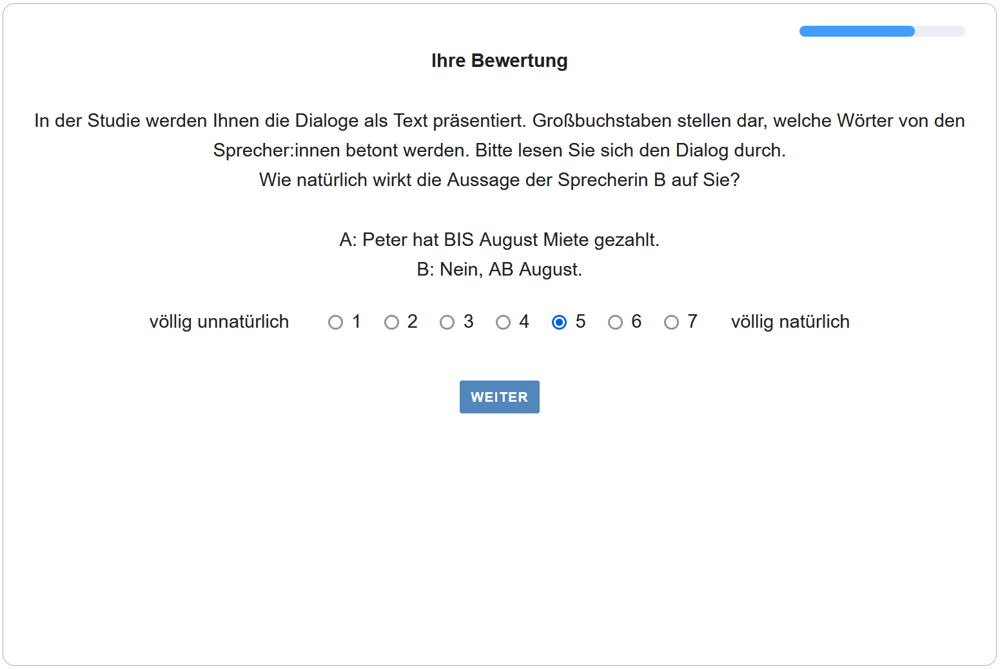 Ihre Bewertung
In der Studie werden Ihnen die Dialoge als Text präsentiert. Großbuchstaben stellen dar, welche Wörter von den
Sprecher:innen betont werden. Bitte lesen Sie sich den Dialog durch.
Wie natürlich wirkt die Aussage der Sprecherin B auf Sie?
A: Peter hat BIS August Miete gezahlt.
B: Nein, AB August.
völlig unnatürlich 1 2 3 4 5 6 7 völlig natürlich
WEITER